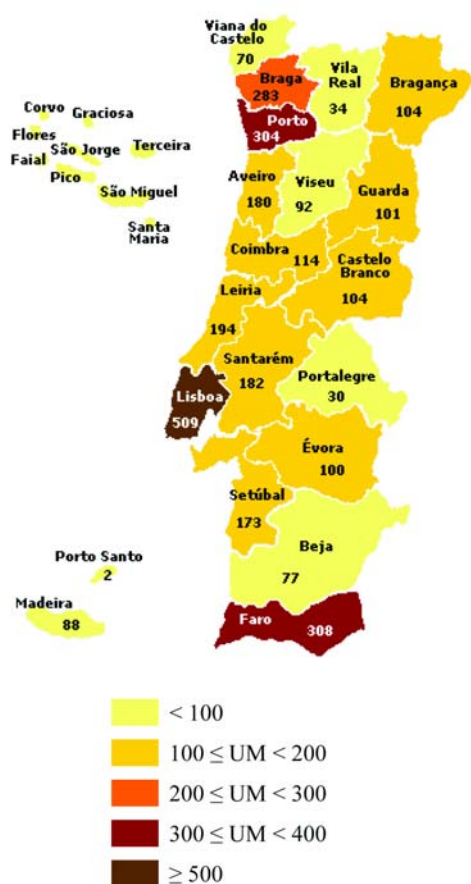 Viana do
Castelo
70
Braga
283
Vila
Real
34
Bragança
104
Porto
304
Corvo
Graciosa
Flores
São Jorge
Terceira
Faial
Pico
São Miguel
Santa
Maria
Aveiro
180
Viseu
92
Guarda
101
Coimbra
114
Castelo
Branco
104
Leiria
194
Santarém
182
Lisboa
509
Portalegre
30
Évora
100
Setúbal
173
Beja
77
Porto Santo
2
Madeira
88
Faro
308
< 100
100 ≤ UM < 200
200 ≤ UM < 300
300 ≤ UM < 400
≥ 500